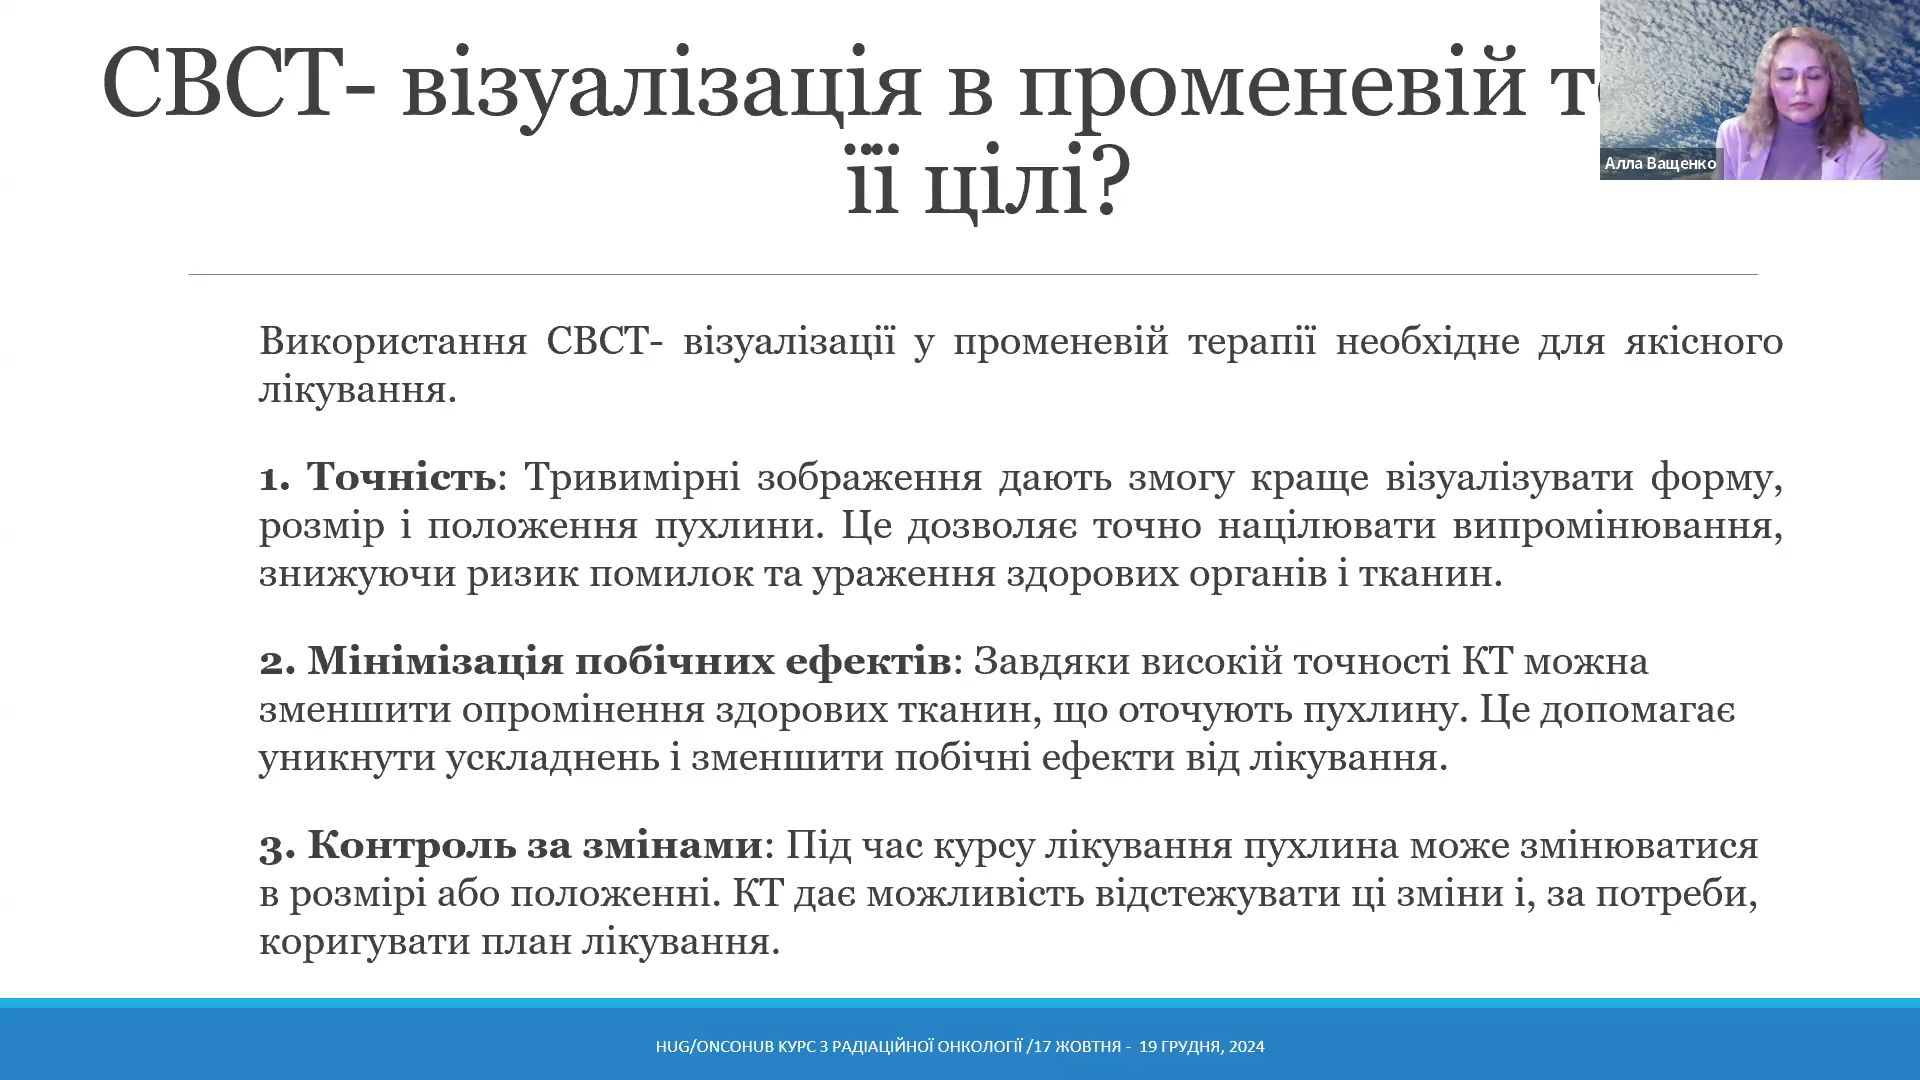 СВСТ- візуалізація в променевій
її цілі?
Алла Ващенко
Використання СВСТ- візуалізації у променевій терапії необхідне для якісного
лікування.
1. Точність: Тривимірні зображення дають змогу краще візуалізувати форму,
розмір і положення пухлини. Це дозволяє точно націлювати випромінювання,
знижуючи ризик помилок та ураження здорових органів і тканин.
2. Мінімізація побічних ефектів: Завдяки високій точності КТ можна
зменшити опромінення здорових тканин, що оточують пухлину. Це допомагає
уникнути ускладнень і зменшити побічні ефекти від лікування.
3. Контроль за змінами: Під час курсу лікування пухлина може змінюватися
в розмірі або положенні. КТ дає можливість відстежувати ці зміни і, за потреби,
коригувати план лікування.
HUG/ONCOHUB КУРС З РАДІАЦІЙНОЇ ОНКОЛОГІЇ /17 ЖОВТНЯ - 19 ГРУДНЯ, 2024